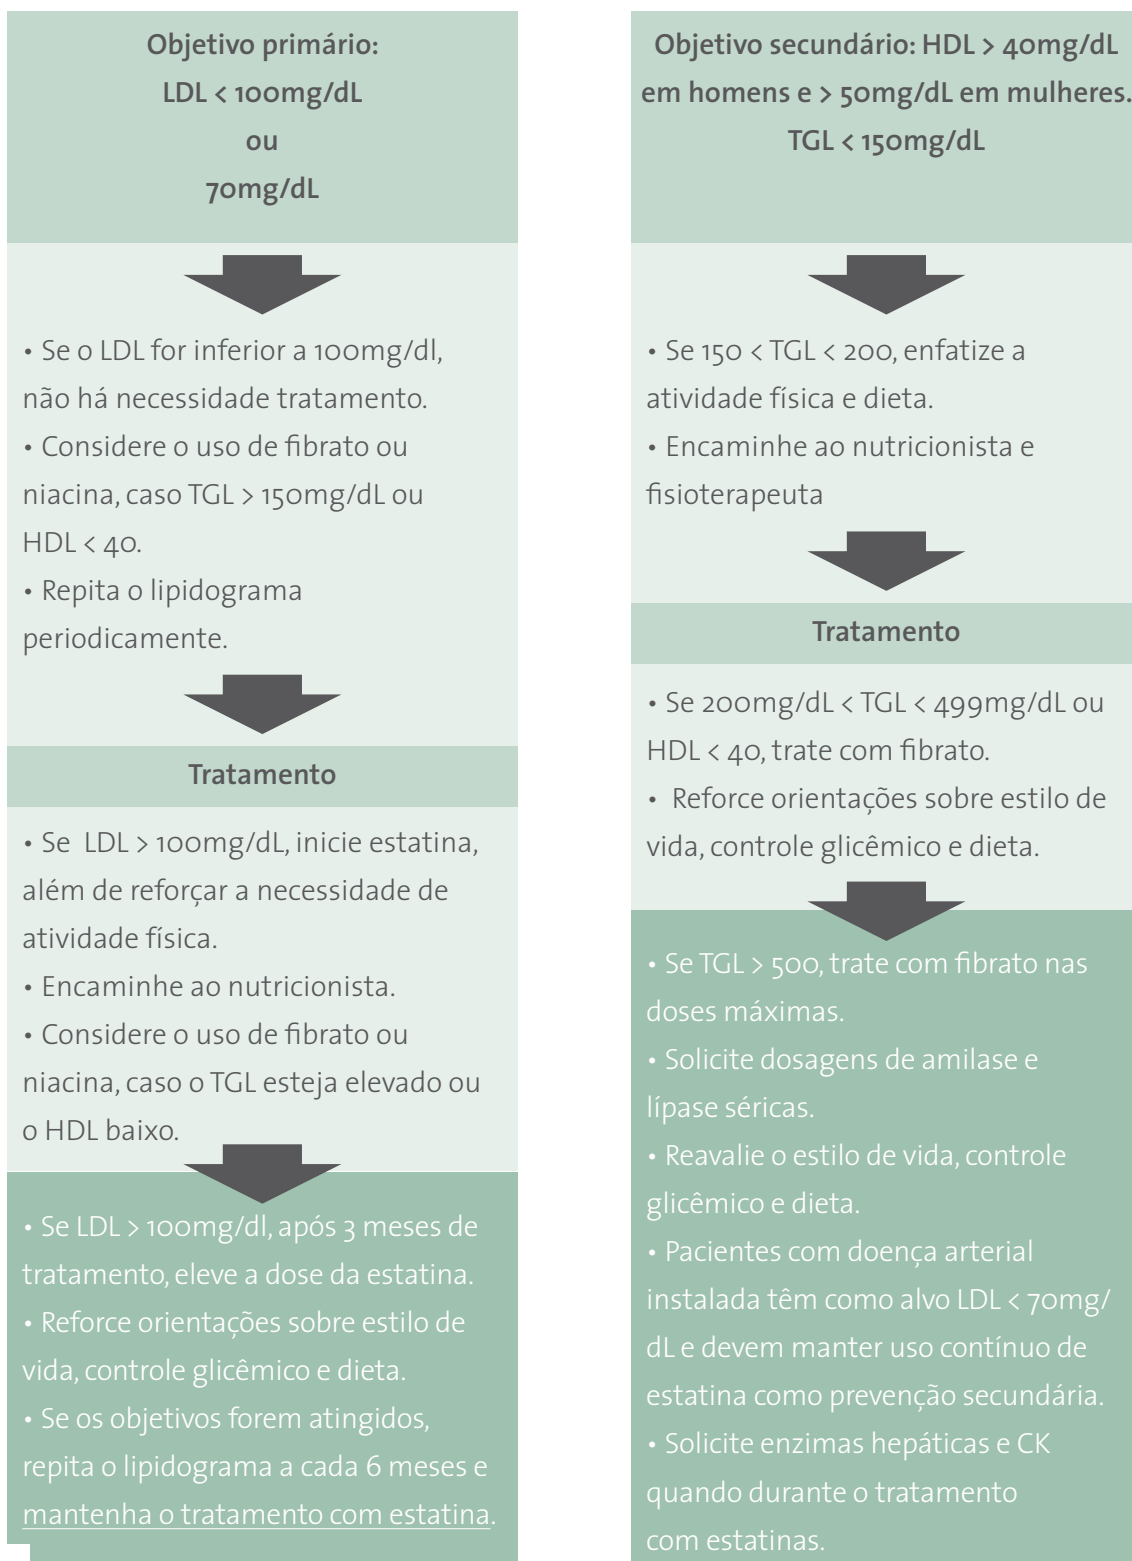 Objetivo primário:
LDL < 100mg/dL
ou
70mg/dL
• Se o LDL for inferior a 100mg/dl,
não há necessidade tratamento.
• Considere o uso de fibrato ou
niacina, caso TGL > 150mg/dL ou
HDL < 40.
• Repita o lipidograma
periodicamente.
Tratamento
• Se LDL > 100mg/dL, inicie estatina,
além de reforçar a necessidade de
atividade física.
• Encaminhe ao nutricionista.
• Considere o uso de fibrato ou
niacina, caso o TGL esteja elevado ou
o HDL baixo.
• Se LDL > 100mg/dl, após 3 meses de
tratamento, eleve a dose da estatina.
• Reforce orientações sobre estilo de
vida, controle glicêmico e dieta.
• Se os objetivos forem atingidos,
repita o lipidograma a cada 6 meses e
mantenha o tratamento com estatina.
Objetivo secundário: HDL > 40mg/dL
em homens e > 50mg/dL em mulheres.
TGL < 150mg/dL
• Se 150 < TGL < 200, enfatize a
atividade física e dieta.
• Encaminhe ao nutricionista e
fisioterapeuta
Tratamento
• Se 200mg/dL < TGL < 499mg/dL ou
HDL < 40, trate com fibrato.
• Reforce orientações sobre estilo de
vida, controle glicêmico e dieta.
• Se TGL > 500, trate com fibrato nas
doses máximas.
• Solicite dosagens de amilase e
lípase séricas.
• Reavalie o estilo de vida, controle
glicêmico e dieta.
• Pacientes com doença arterial
instalada têm como alvo LDL < 70mg/
dL e devem manter uso contínuo de
estatina como prevenção secundária.
• Solicite enzimas hepáticas e CK
quando durante o tratamento
com estatinas.